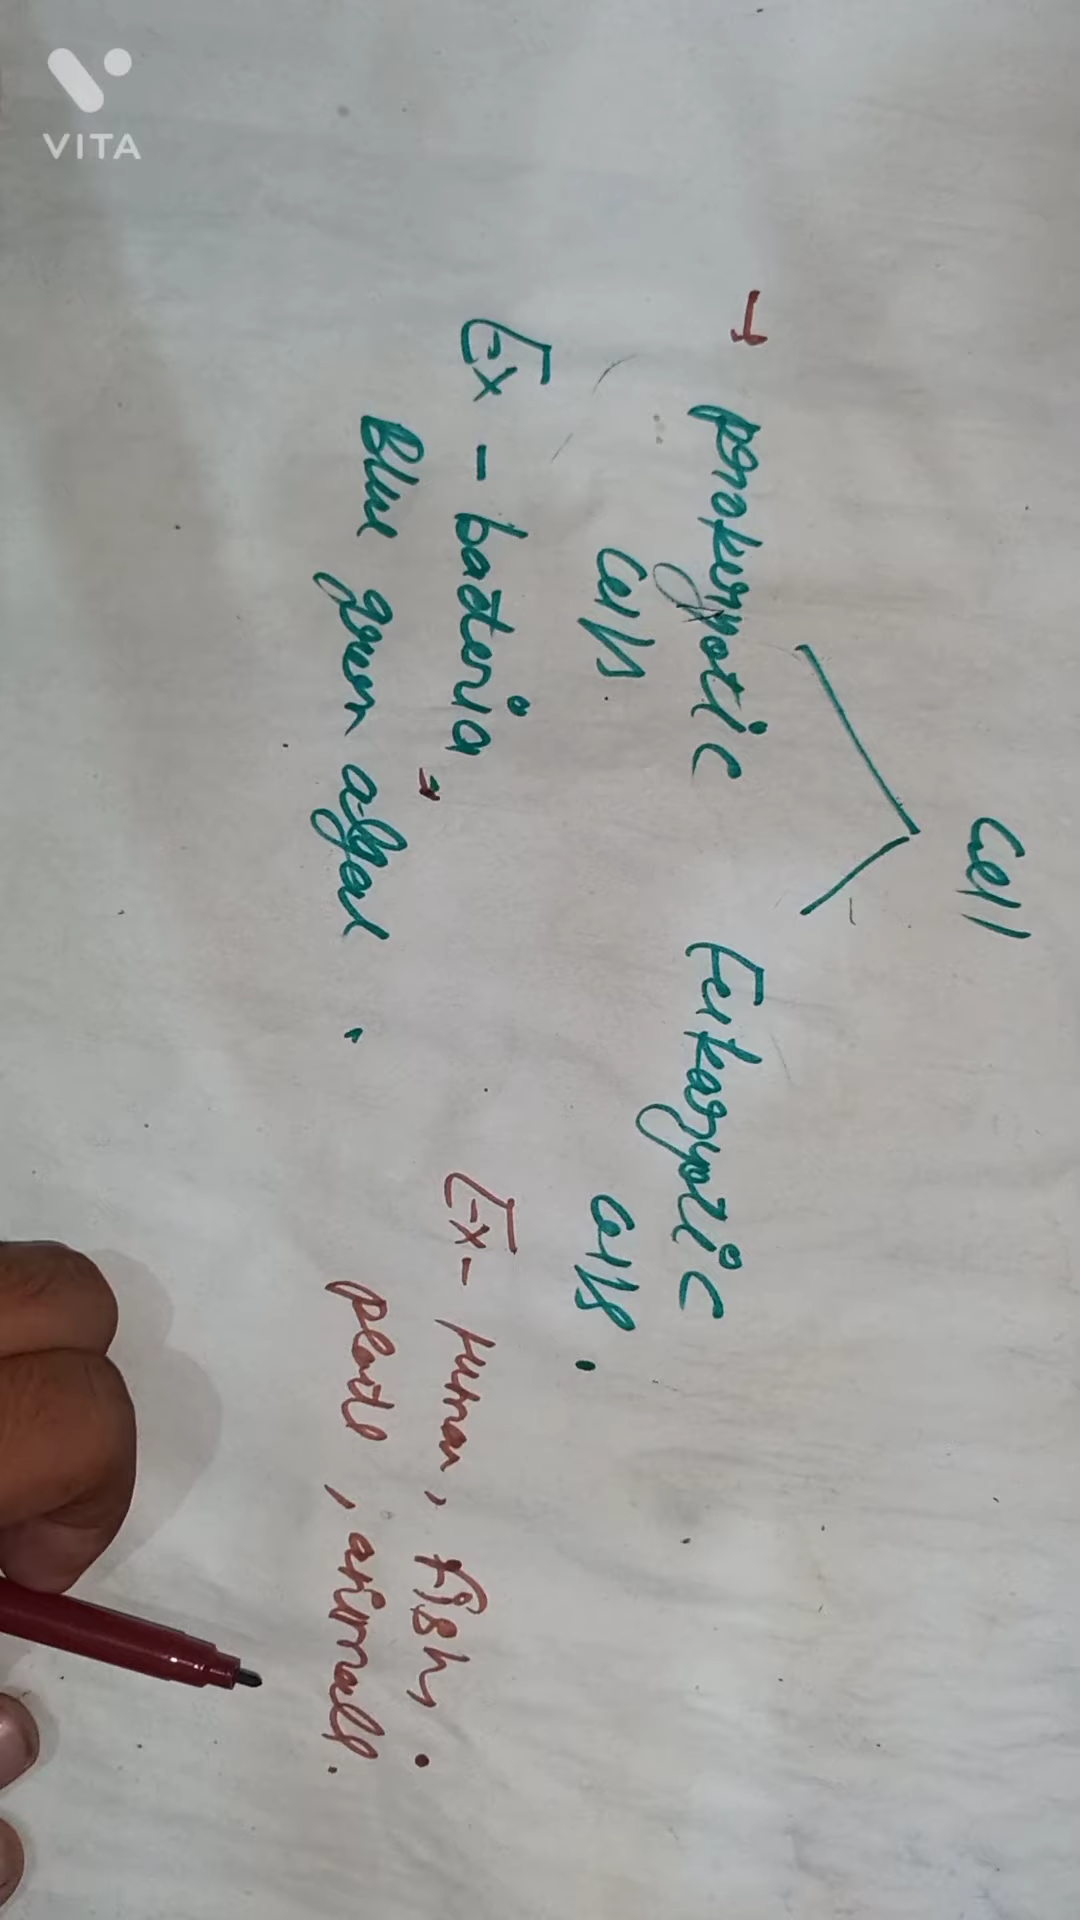 VITA
Cell
→ prokaryotic Eukaryotic
cells. cells.
Ex - bacteria, Ex- Human, fish,
Blue green algae. plants, animals.